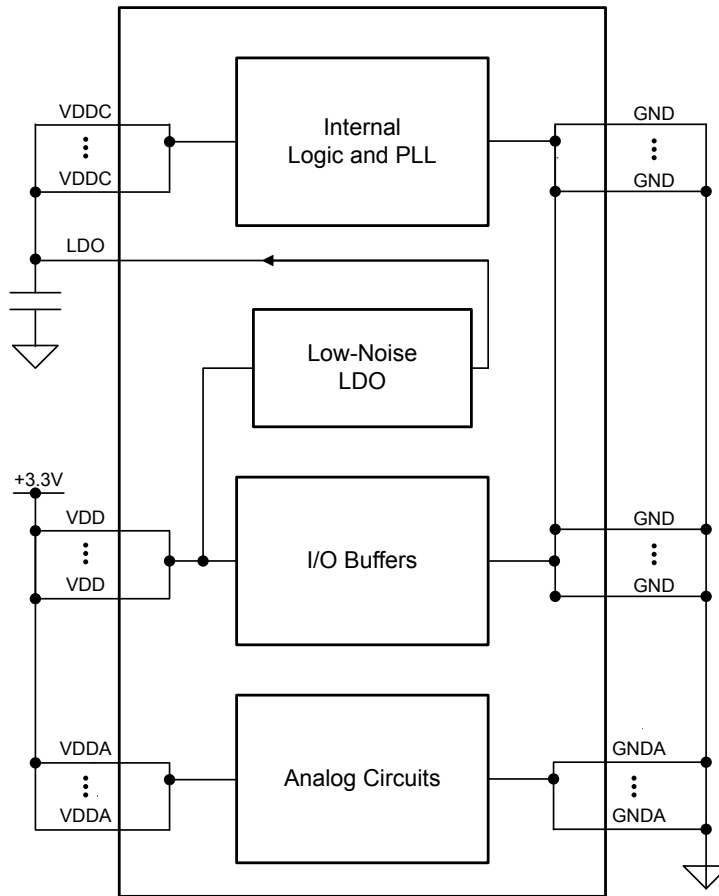 VDDC
VDDC
LDO
Internal
Logic and PLL
GND
GND
Low-Noise
LDO
+3.3V
VDD
VDD
I/O Buffers
GND
GND
VDDA
VDDA
Analog Circuits
GNDA
GNDA